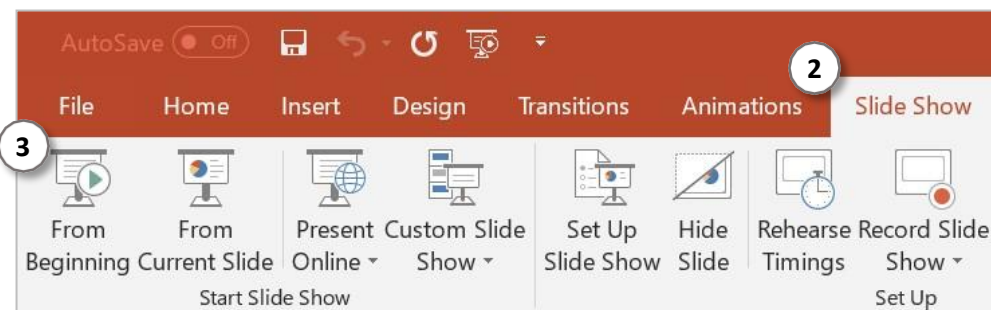 AutoSave Off
2
File Home Insert Design Transitions Animations Slide Show
3
From Beginning
From Current Slide
Present Online
Custom Slide Show
Set Up Slide Show
Hide Slide
Rehearse Timings
Record Slide Show
Start Slide Show
Set Up